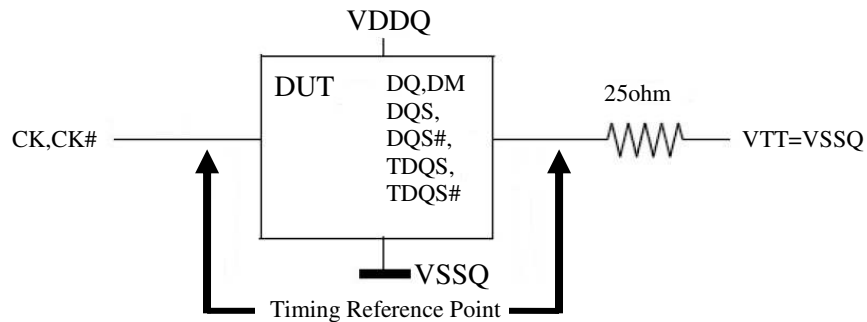 VDDQ
DUT
DQ,DM
DQS,
DQS#,
TDQS,
TDQS#
25ohm
CK,CK#
VTT=VSSQ
VSSQ
Timing Reference Point